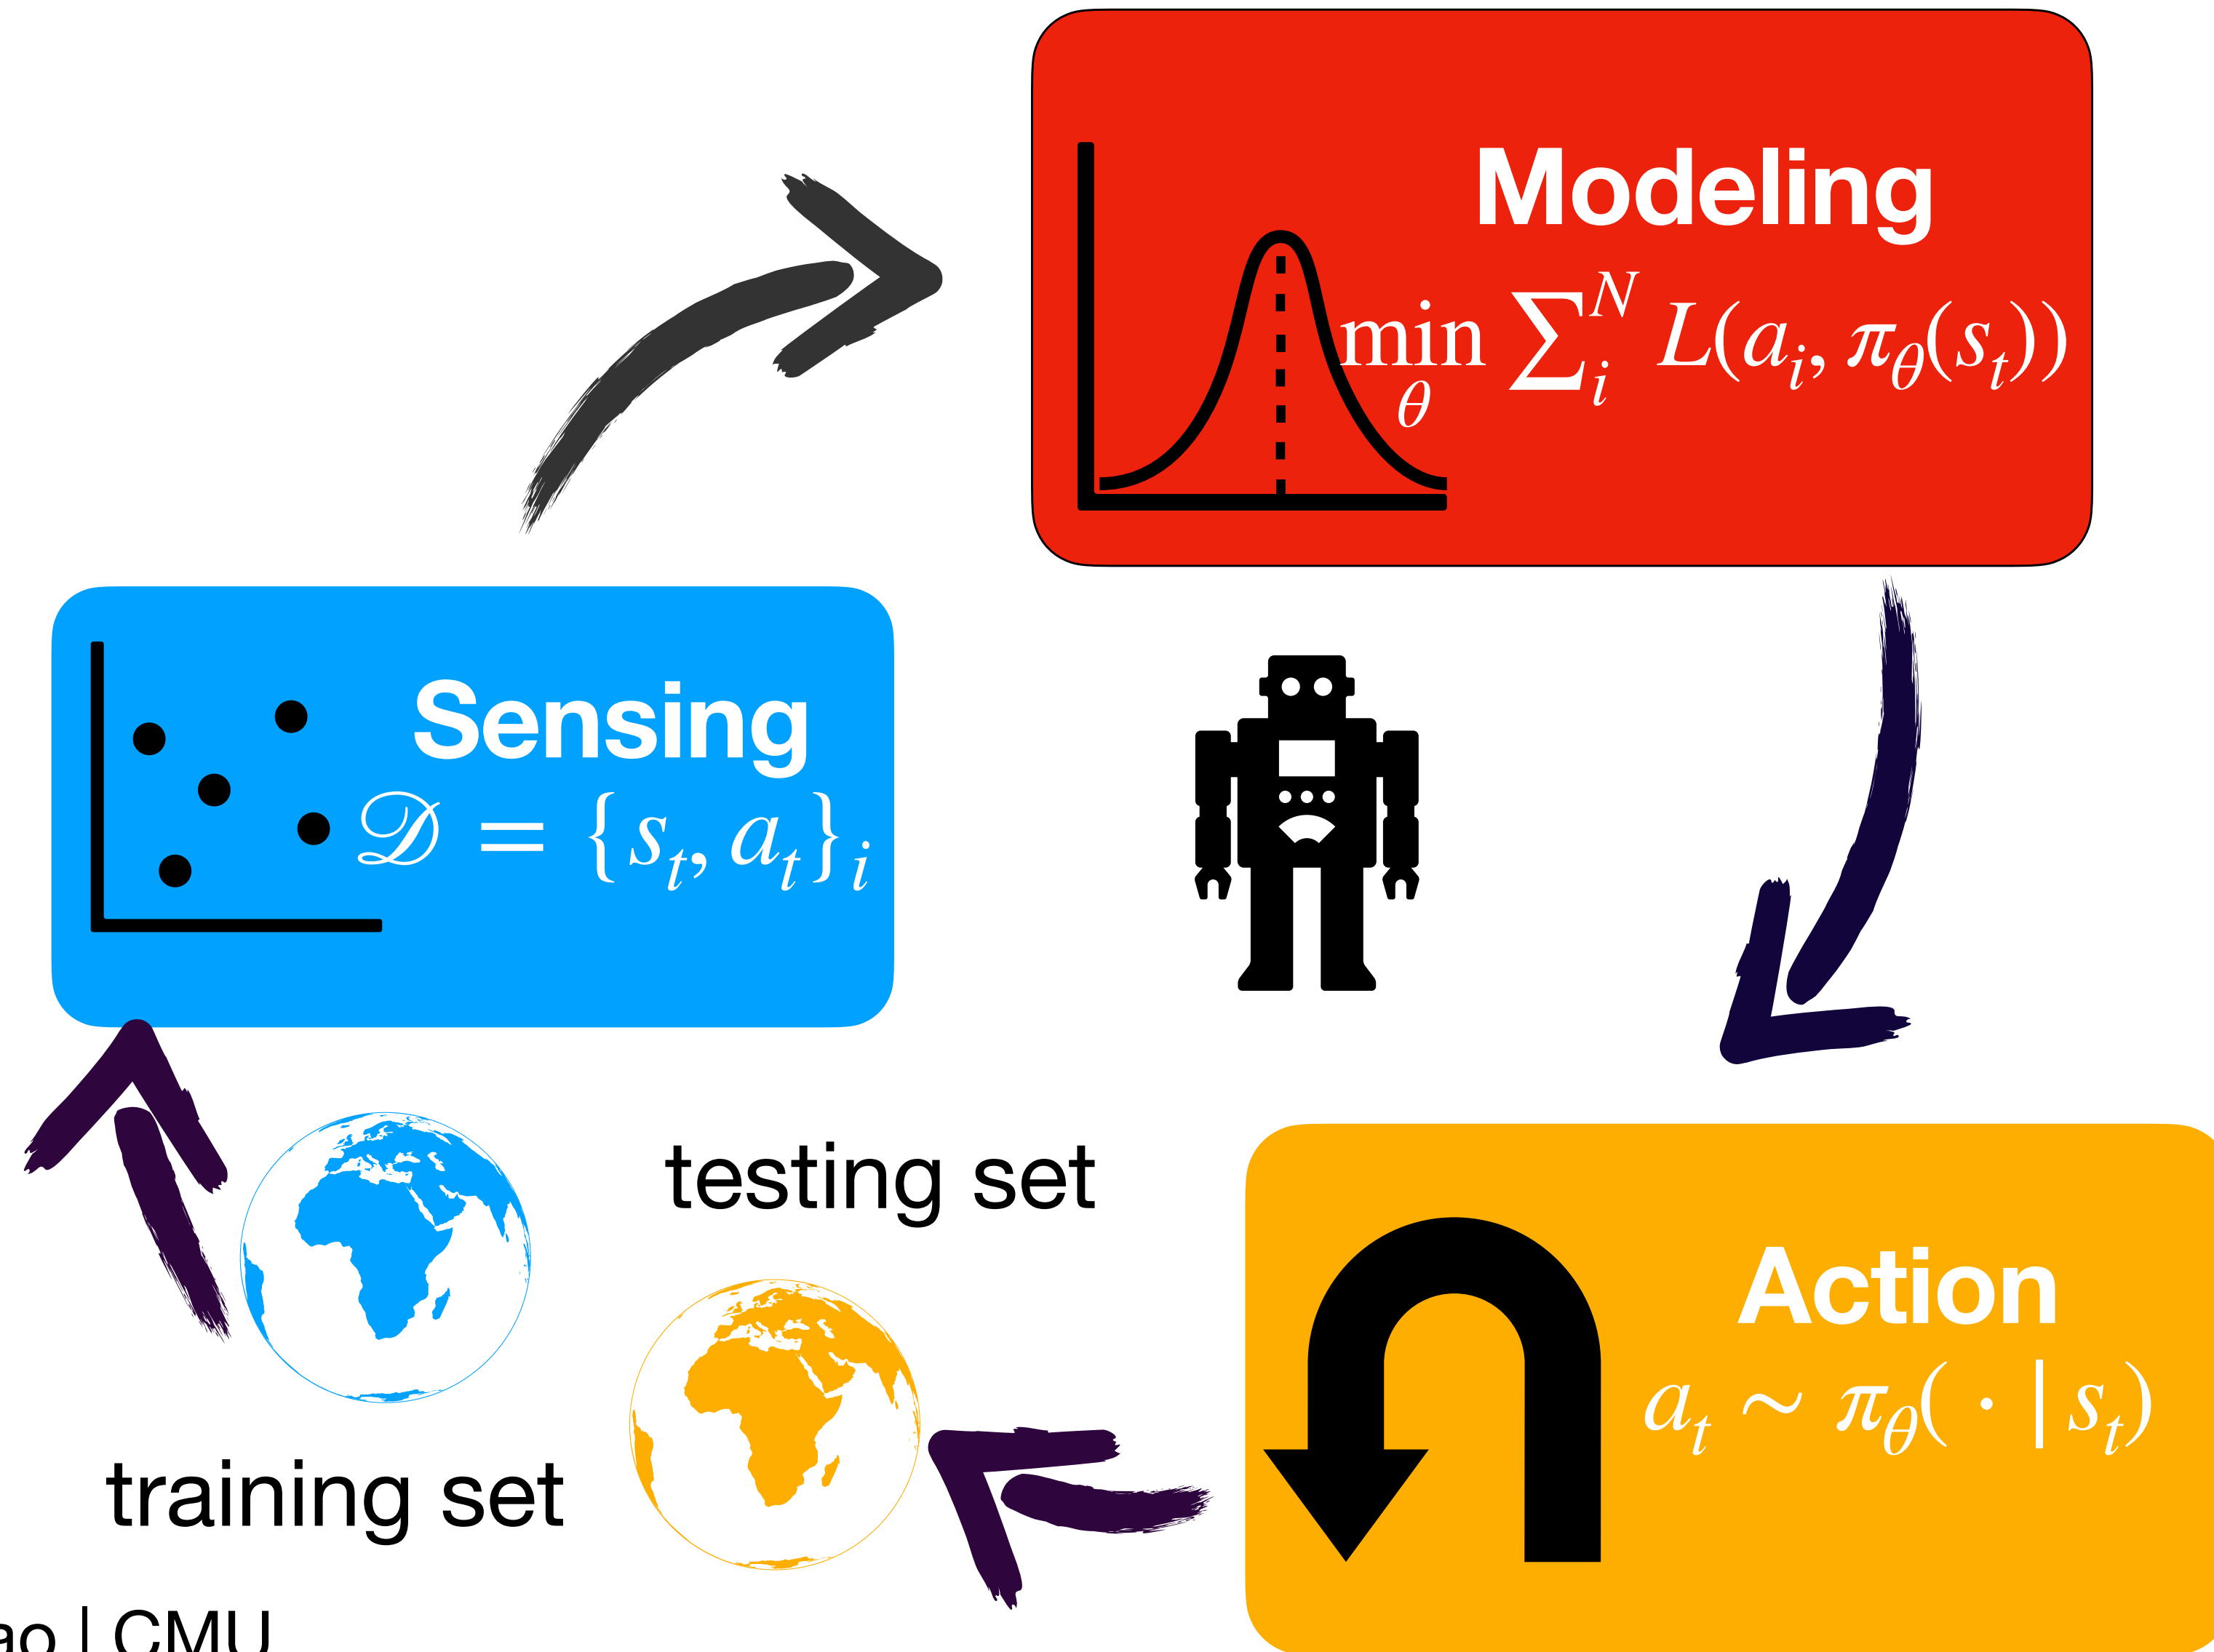 Modeling
min_θ ∑_i^N L(a_i, π_θ(s_t))
Sensing
𝒟 = {s_t, a_t}_i
testing set
Action
a_t ~ π_θ( · | s_t)
training set
| CMU